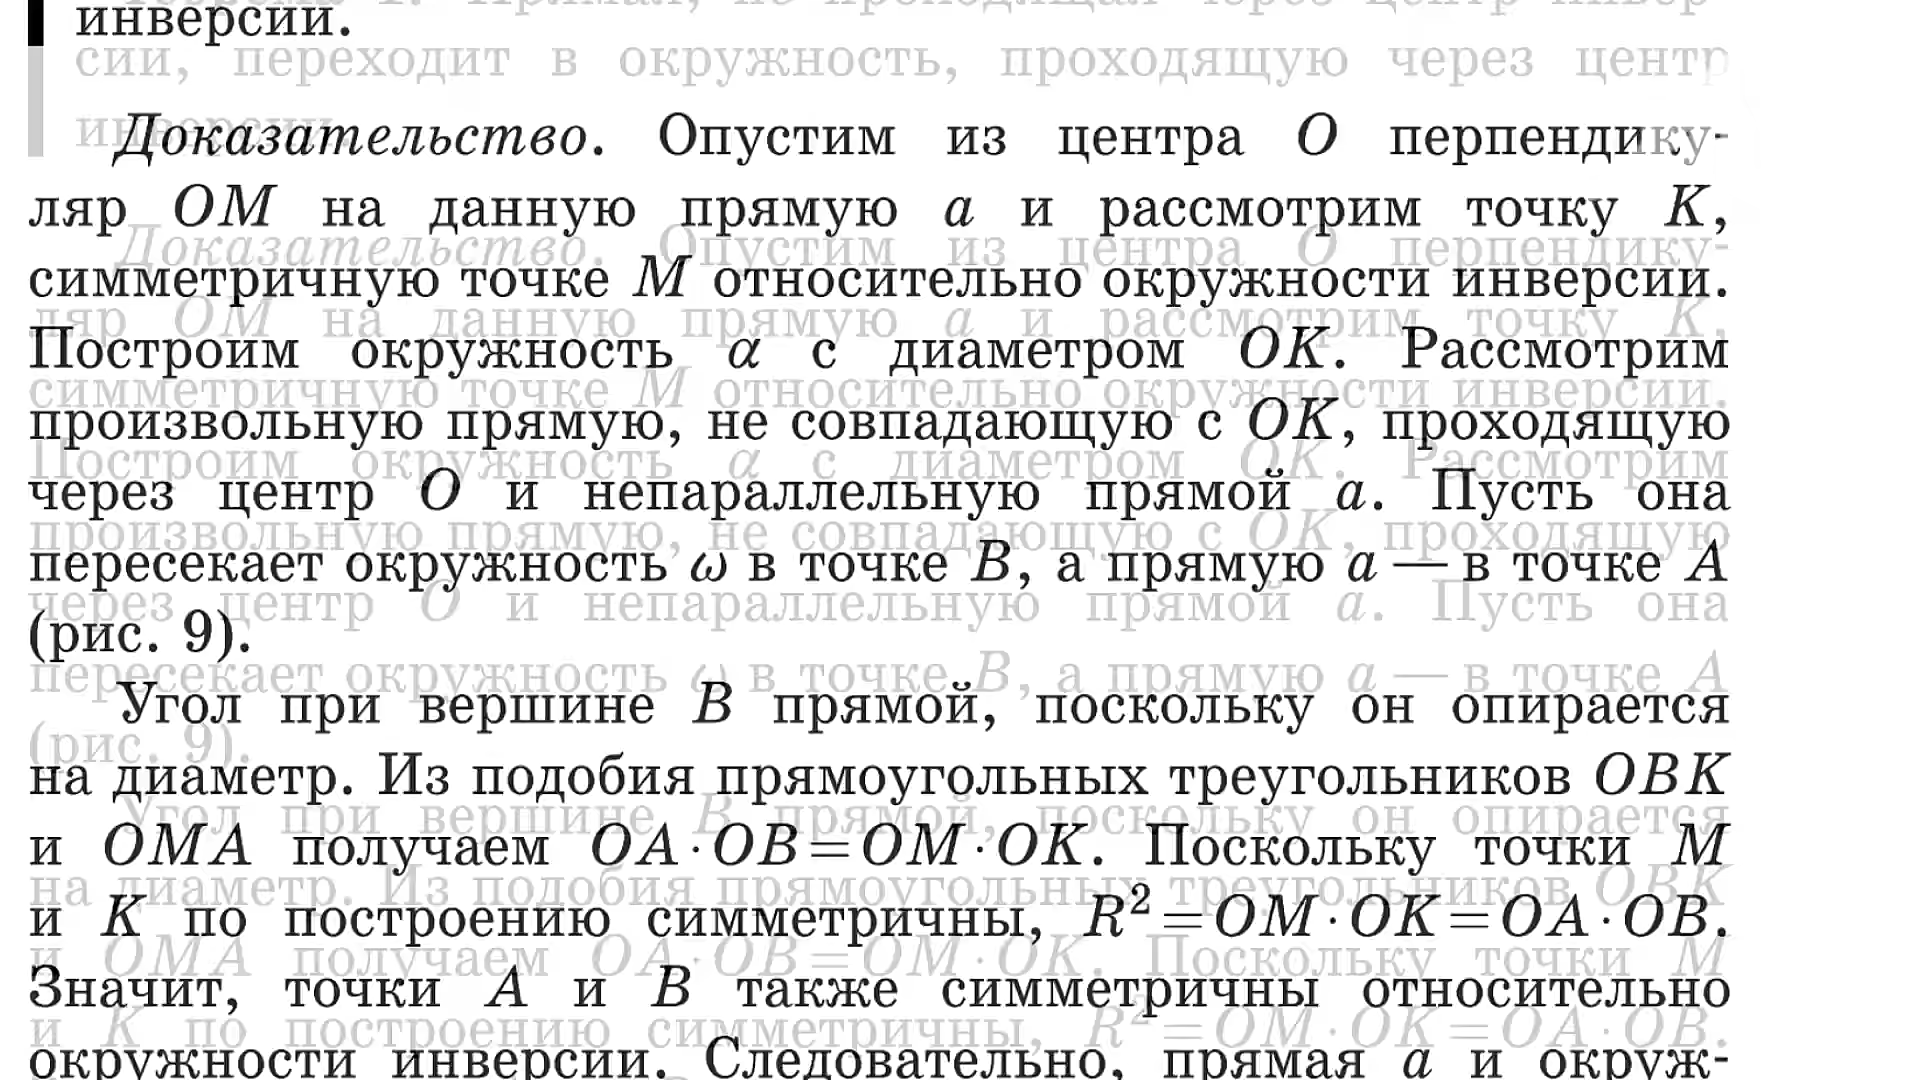 инверсии.
Доказательство. Опустим из центра O перпендику-
ляр OM на данную прямую a и рассмотрим точку K,
симметричную точке M относительно окружности инверсии.
Построим окружность α с диаметром OK. Рассмотрим
произвольную прямую, не совпадающую с OK, проходящую
через центр O и непараллельную прямой a. Пусть она
пересекает окружность ω в точке B, а прямую a — в точке A
(рис. 9).
Угол при вершине B прямой, поскольку он опирается
на диаметр. Из подобия прямоугольных треугольников OBK
и OMA получаем OA·OB=OM·OK. Поскольку точки M
и K по построению симметричны, R²=OM·OK=OA·OB.
Значит, точки A и B также симметричны относительно
окружности инверсии. Следовательно, прямая a и окруж-